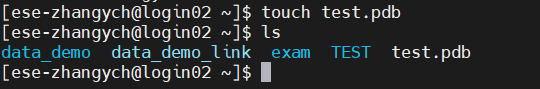 [ese-zhangych@login02 ~]$ touch test.pdb
[ese-zhangych@login02 ~]$ ls
data_demo data_demo_link exam TEST test.pdb
[ese-zhangych@login02 ~]$